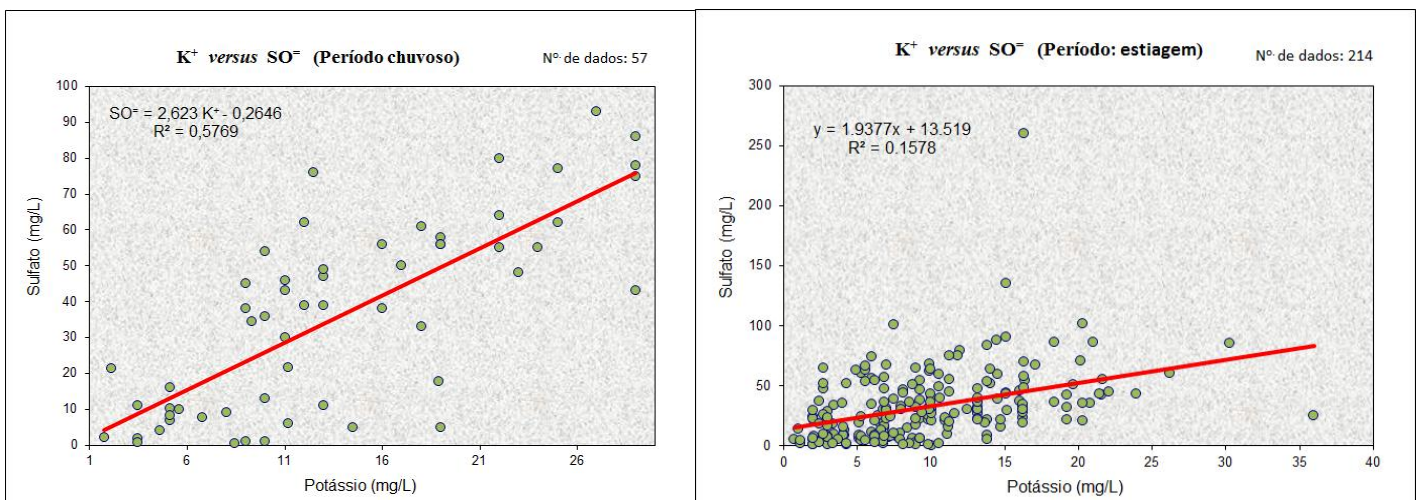 K⁺ versus SO⁼ (Período chuvoso)
Nº. de dados: 57
SO⁼ = 2,623 K⁺ - 0,2646
R² = 0,5769
100
90
80
70
60
50
40
30
20
10
0
Sulfato (mg/L)
1 6 11 16 21 26
Potássio (mg/L)
K⁺ versus SO⁼ (Período: estiagem)
Nº. de dados: 214
y = 1.9377x + 13.519
R² = 0.1578
300
250
200
150
100
50
0
Sulfato (mg/L)
0 5 10 15 20 25 30 35 40
Potássio (mg/L)